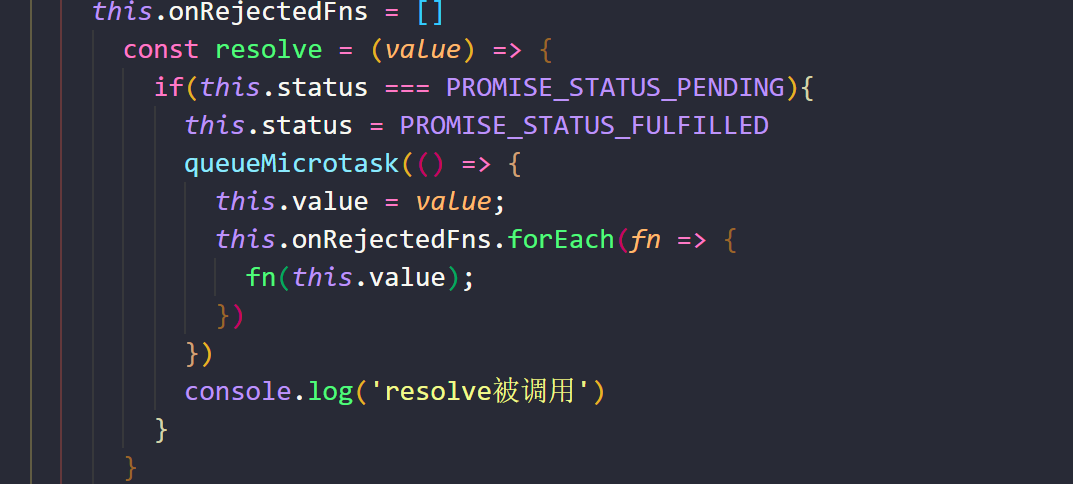 this.onRejectedFns = []
const resolve = (value) => {
if(this.status === PROMISE_STATUS_PENDING){
this.status = PROMISE_STATUS_FULFILLED
queueMicrotask(() => {
this.value = value;
this.onRejectedFns.forEach(fn => {
fn(this.value);
})
})
console.log('resolve被调用')
}
}